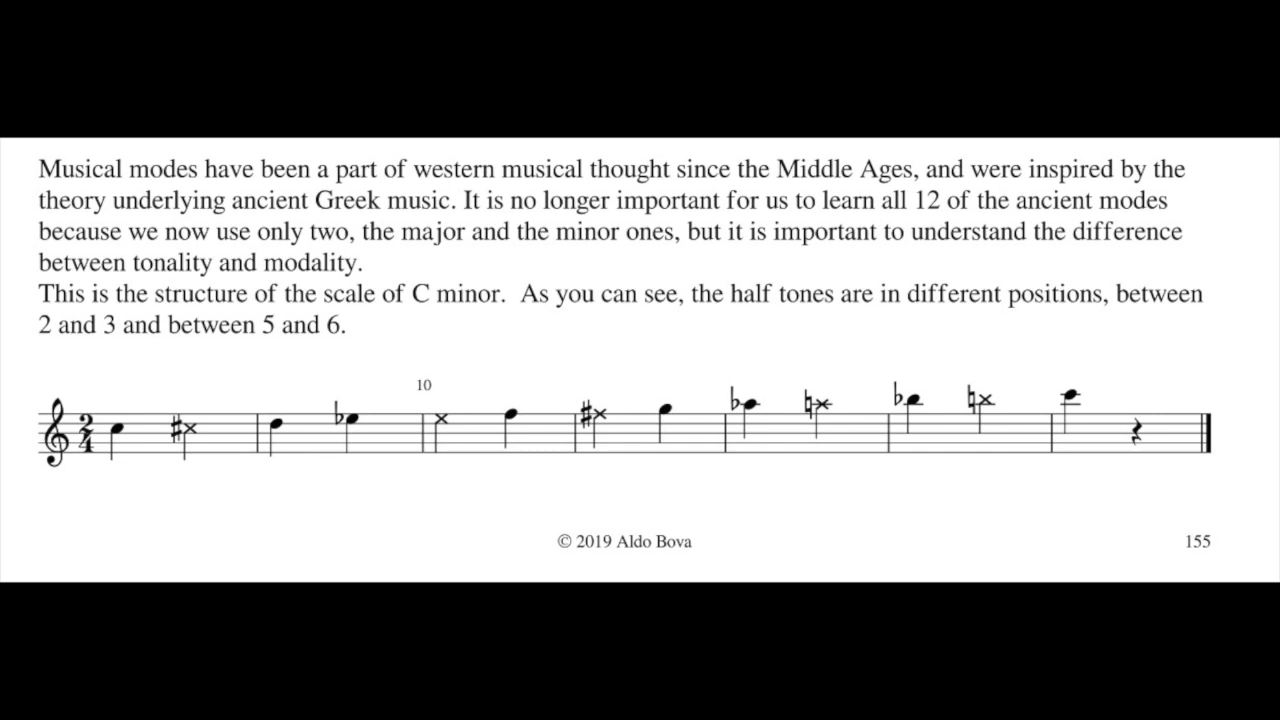 Musical modes have been a part of western musical thought since the Middle Ages, and were inspired by the
theory underlying ancient Greek music. It is no longer important for us to learn all 12 of the ancient modes
because we now use only two, the major and the minor ones, but it is important to understand the difference
between tonality and modality.
This is the structure of the scale of C minor.  As you can see, the half tones are in different positions, between
2 and 3 and between 5 and 6.
10
2
4
© 2019 Aldo Bova
155